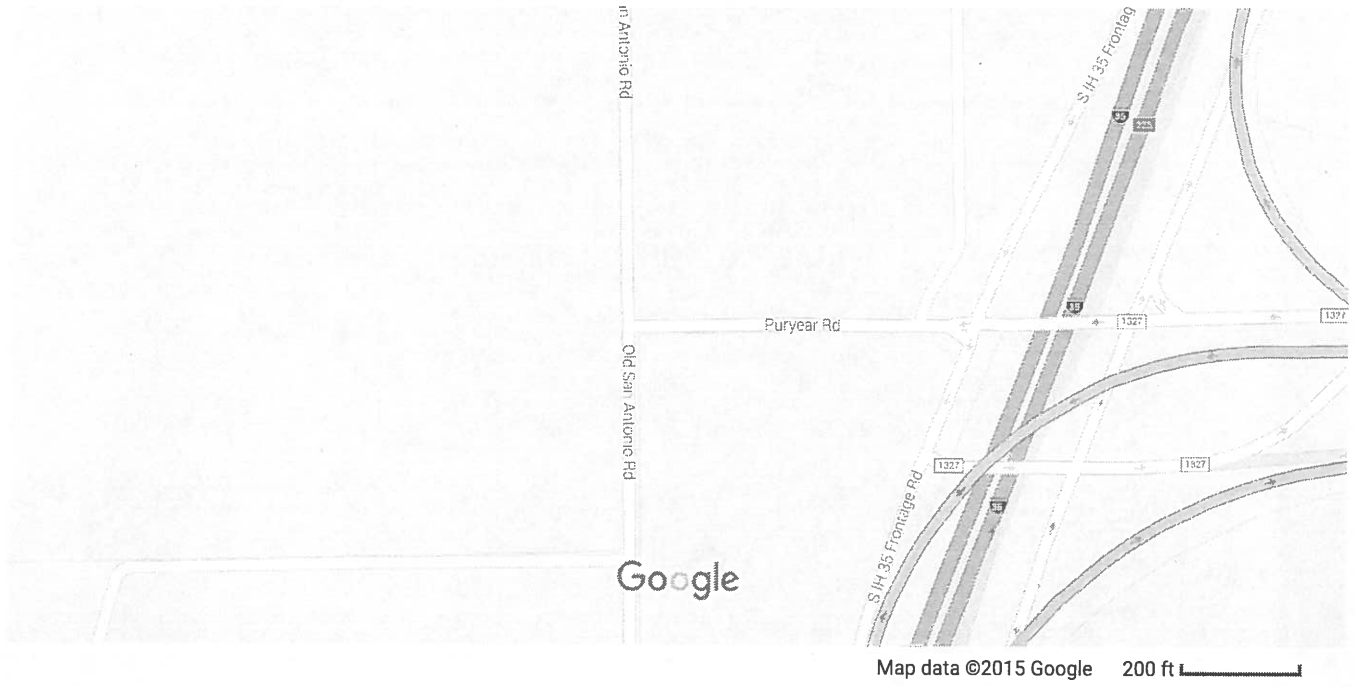 n Antonio Rd
S IH 35 Frontag
35
35
1327
1327
Puryear Rd
Old San Antonio Rd
1327
1327
35
S IH 35 Frontage Rd
Google
Map data ©2015 Google 200 ft